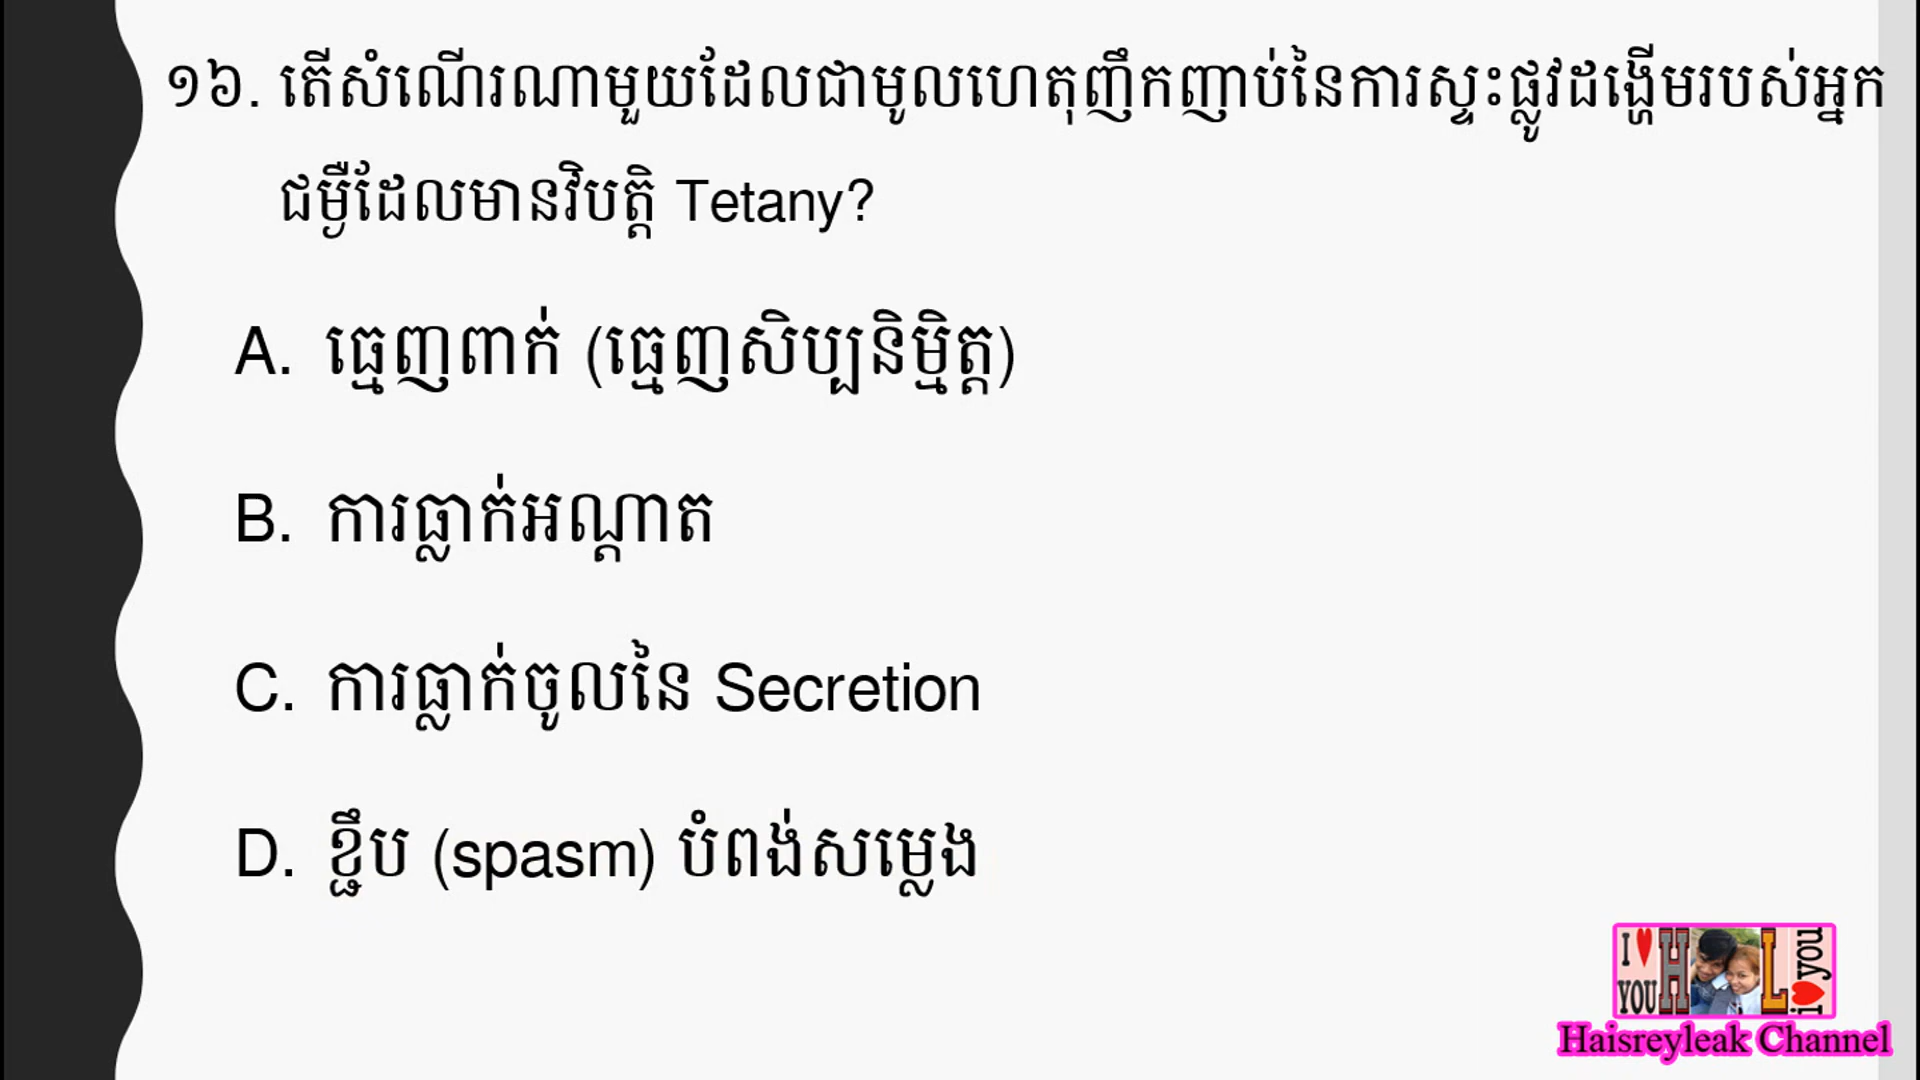 ១៦. តើសំណើរណាមួយដែលជាមូលហេតុញឹកញាប់នៃការស្ទះផ្លូវដង្ហើមរបស់អ្នក
ជម្ងឺដែលមានវិបត្តិ Tetany?
A. ធ្មេញពាក់ (ធ្មេញសិប្បនិម្មិត្ត)
B. ការធ្លាក់អណ្តាត
C. ការធ្លាក់ចូលនៃ Secretion
D. ខ្ជឹប (spasm) បំពង់សម្លេង
I ♥ YOU H L i ♥ you
Haisreyleak Channel